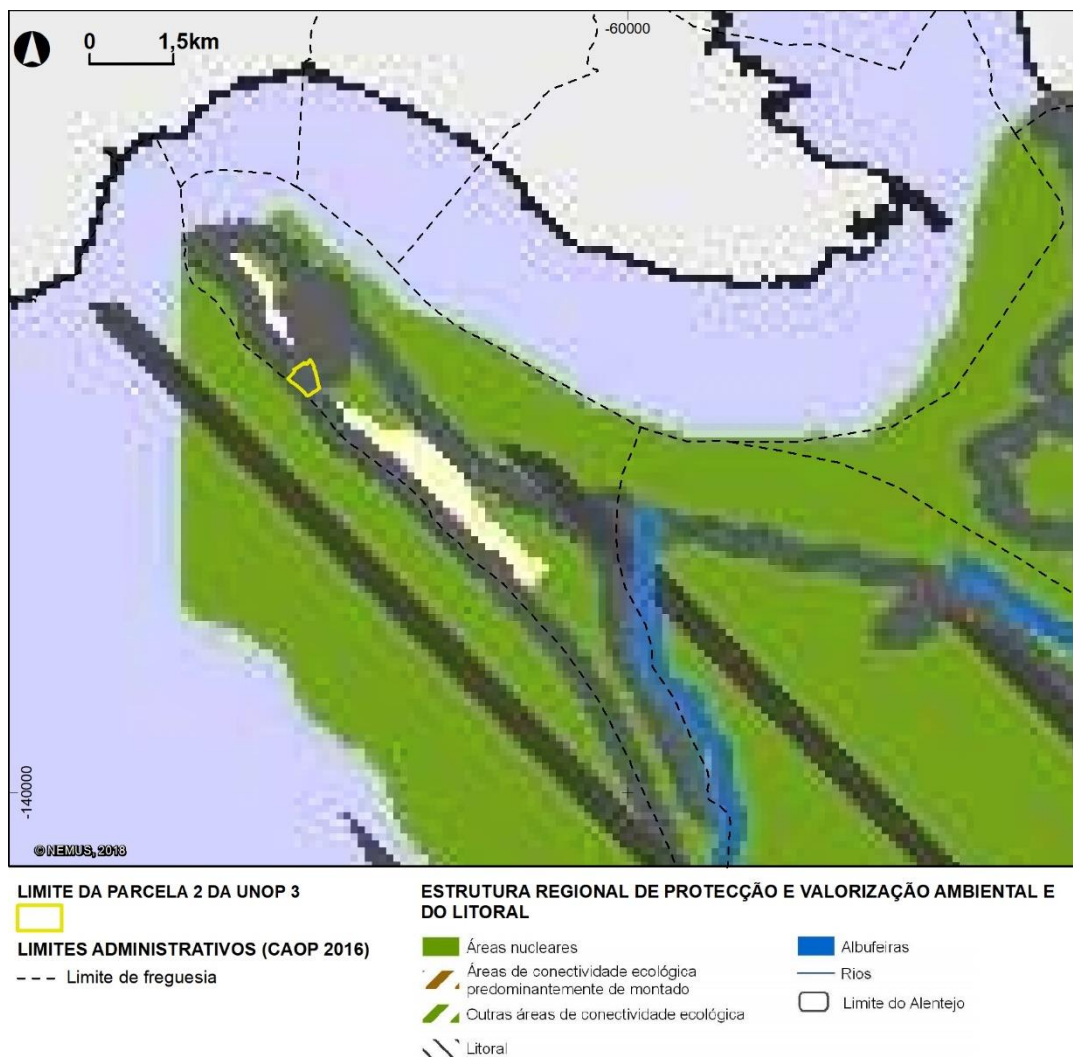 0 1,5km
-60000
-140000
© NEMUS, 2018
LIMITE DA PARCELA 2 DA UNOP 3
LIMITES ADMINISTRATIVOS (CAOP 2016)
Limite de freguesia
ESTRUTURA REGIONAL DE PROTECÇÃO E VALORIZAÇÃO AMBIENTAL E
DO LITORAL
Áreas nucleares
Áreas de conectividade ecológica
predominantemente de montado
Outras áreas de conectividade ecológica
Litoral
Albufeiras
Rios
Limite do Alentejo